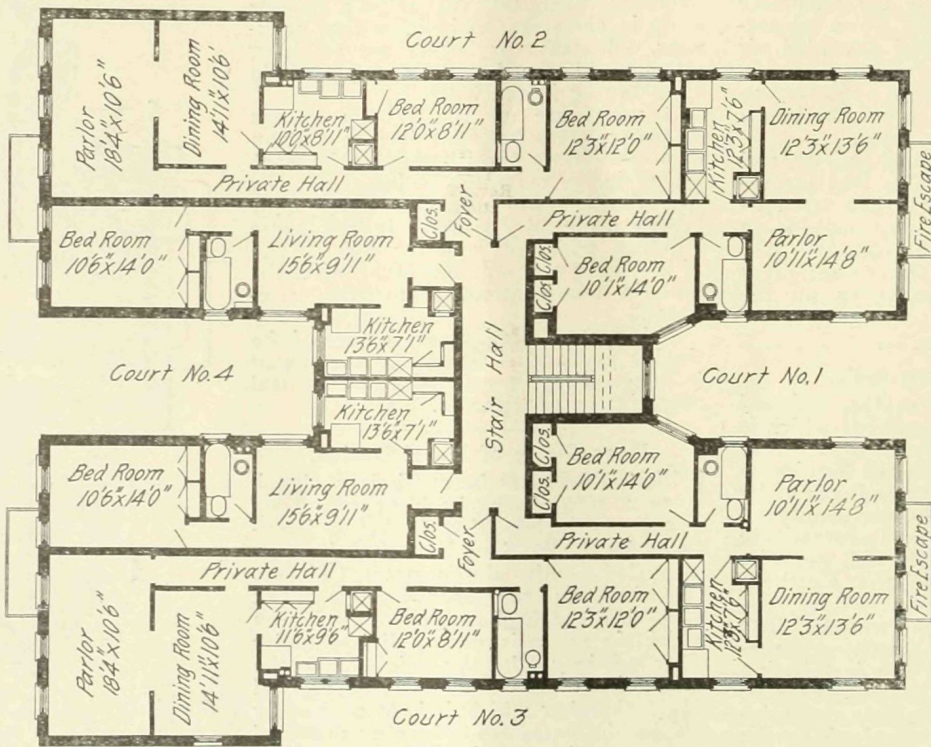 Court No. 2
Parlor
18'4"x10'6"
Dining Room
14'11"x10'6"
Kitchen
10'0"x8'11"
Bed Room
12'0"x8'11"
Bed Room
12'3"x12'0"
Kitchen
12'3"x7'6"
Dining Room
12'3"x13'6"
Fire Escape
Private Hall
Foyer
Clos.
Private Hall
Bed Room
10'6"x14'0"
Living Room
15'6"x9'11"
Clos.
Clos.
Bed Room
10'1"x14'0"
Parlor
10'11"x14'8"
Kitchen
13'6"x7'1"
Court No. 4
Stair Hall
Court No. 1
Kitchen
13'6"x7'1"
Bed Room
10'6"x14'0"
Living Room
15'6"x9'11"
Clos.
Clos.
Clos.
Bed Room
10'1"x14'0"
Parlor
10'11"x14'8"
Foyer
Private Hall
Private Hall
Fire Escape
Parlor
18'4"x10'6"
Dining Room
14'11"x10'6"
Kitchen
11'6"x9'6"
Bed Room
12'0"x8'11"
Bed Room
12'3"x12'0"
Kitchen
12'3"x7'6"
Dining Room
12'3"x13'6"
Court No. 3